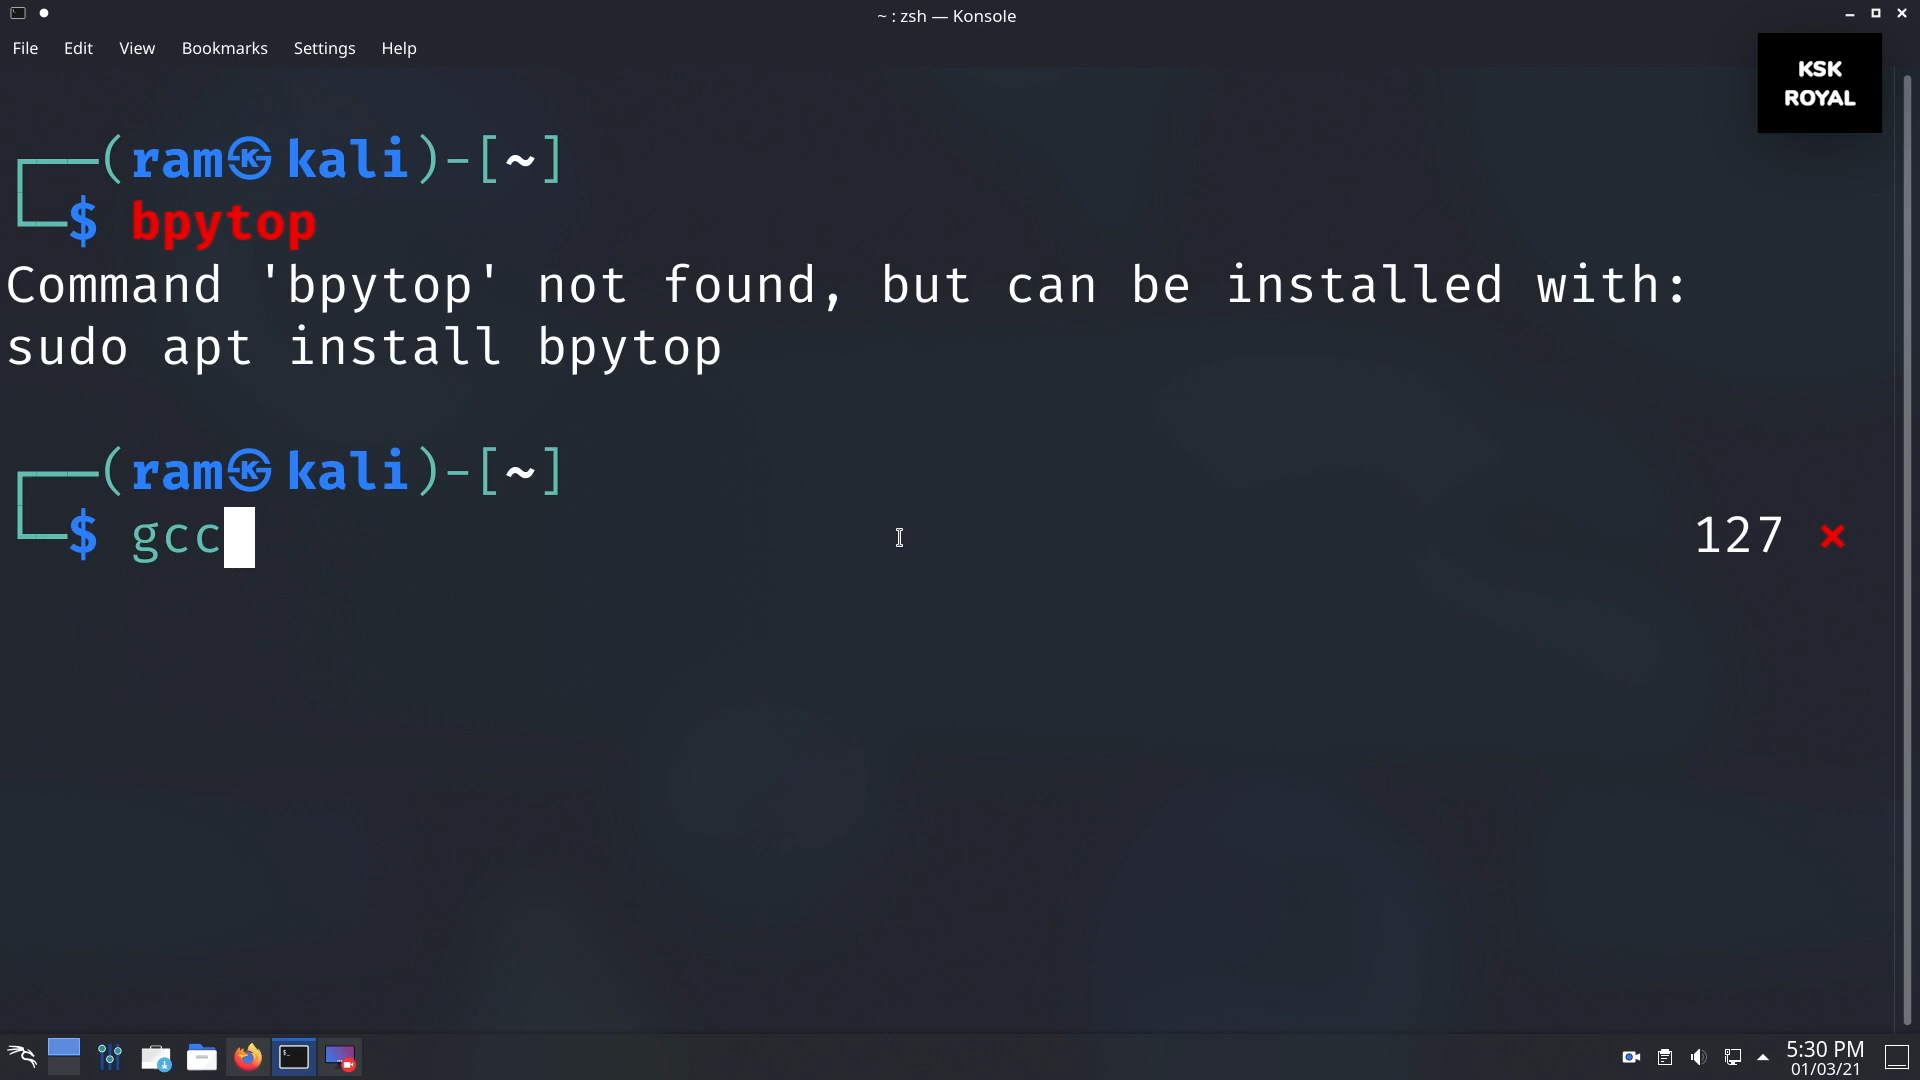 ~ : zsh — Konsole
File Edit View Bookmarks Settings Help
KSK
ROYAL
┌──(ram㉿kali)-[~]
└─$ bpytop
Command 'bpytop' not found, but can be installed with:
sudo apt install bpytop
┌──(ram㉿kali)-[~]
└─$ gcc 127 ×
5:30 PM
01/03/21